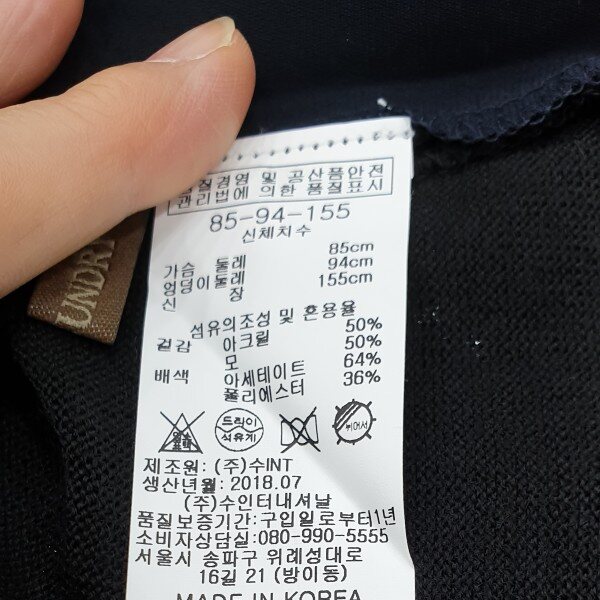 품질경영 및 공산품안전
관리법에 의한 품질표시
85-94-155
신체치수
가슴 둘레 85cm
엉덩이둘레 94cm
신 장 155cm
섬유의조성 및 혼용율
겉감 아크릴 50%
모 50%
배색 아세테이트 64%
폴리에스터 36%
드라이
석유계
제조원: (주)수INT
생산년월: 2018.07
(주)수인터내셔날
품질보증기간: 구입일로부터1년
소비자상담실: 080-990-5555
서울시 송파구 위례성대로
16길 21 (방이동)
MADE IN KOREA
UNDRY